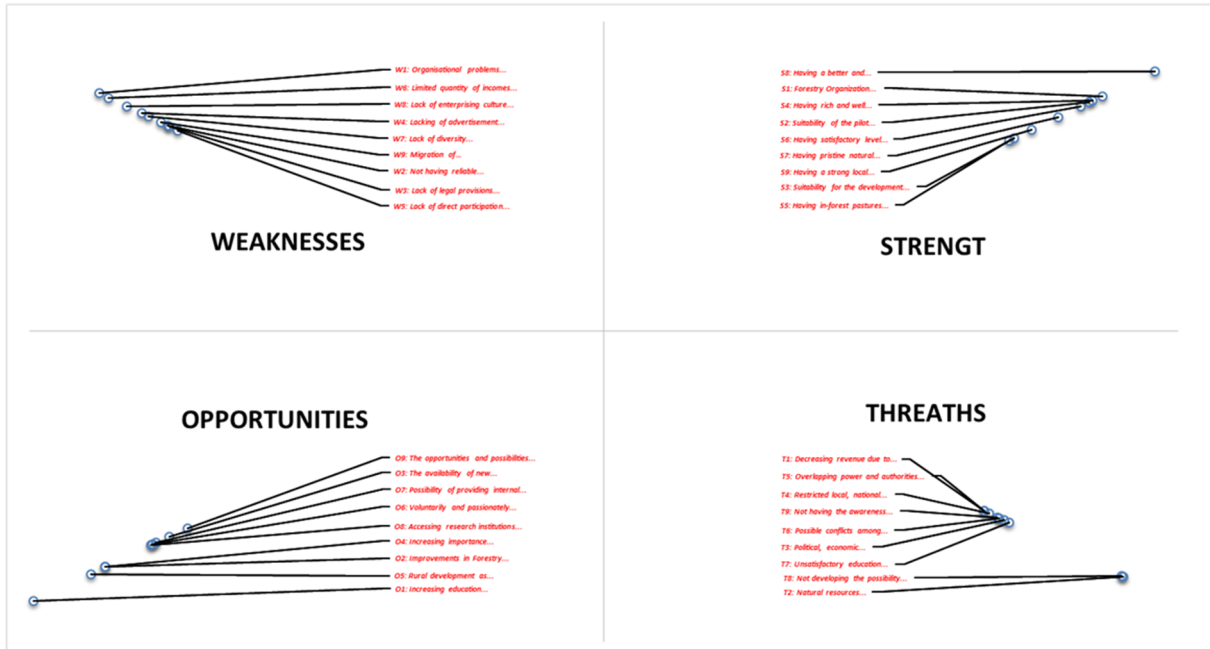 W1: Organisational problems...
W6: Limited quantity of incomes...
W8: Lack of enterprising culture...
W4: Lacking of advertisement...
W7: Lack of diversity...
W9: Migration of...
W2: Not having reliable...
W3: Lack of legal provisions...
W5: Lack of direct participation...
WEAKNESSES
S8: Having a better and...
S1: Forestry Organization...
S4: Having rich and well...
S2: Suitability of the pilot...
S6: Having satisfactory level...
S7: Having pristine natural...
S9: Having a strong local...
S3: Suitability for the development...
S5: Having in-forest pastures...
STRENGT
OPPORTUNITIES
O9: The opportunities and possibilities...
O3: The availability of new...
O7: Possibility of providing internal...
O6: Voluntarily and passionately...
O8: Accessing research institutions...
O4: Increasing importance...
O2: Improvements in Forestry...
O5: Rural development as...
O1: Increasing education...
THREATHS
T1: Decreasing revenue due to...
T5: Overlapping power and authorities...
T4: Restricted local, national...
T9: Not having the awareness...
T6: Possible conflicts among...
T3: Political, economic...
T7: Unsatisfactory education...
T8: Not developing the possibility...
T2: Natural resources...